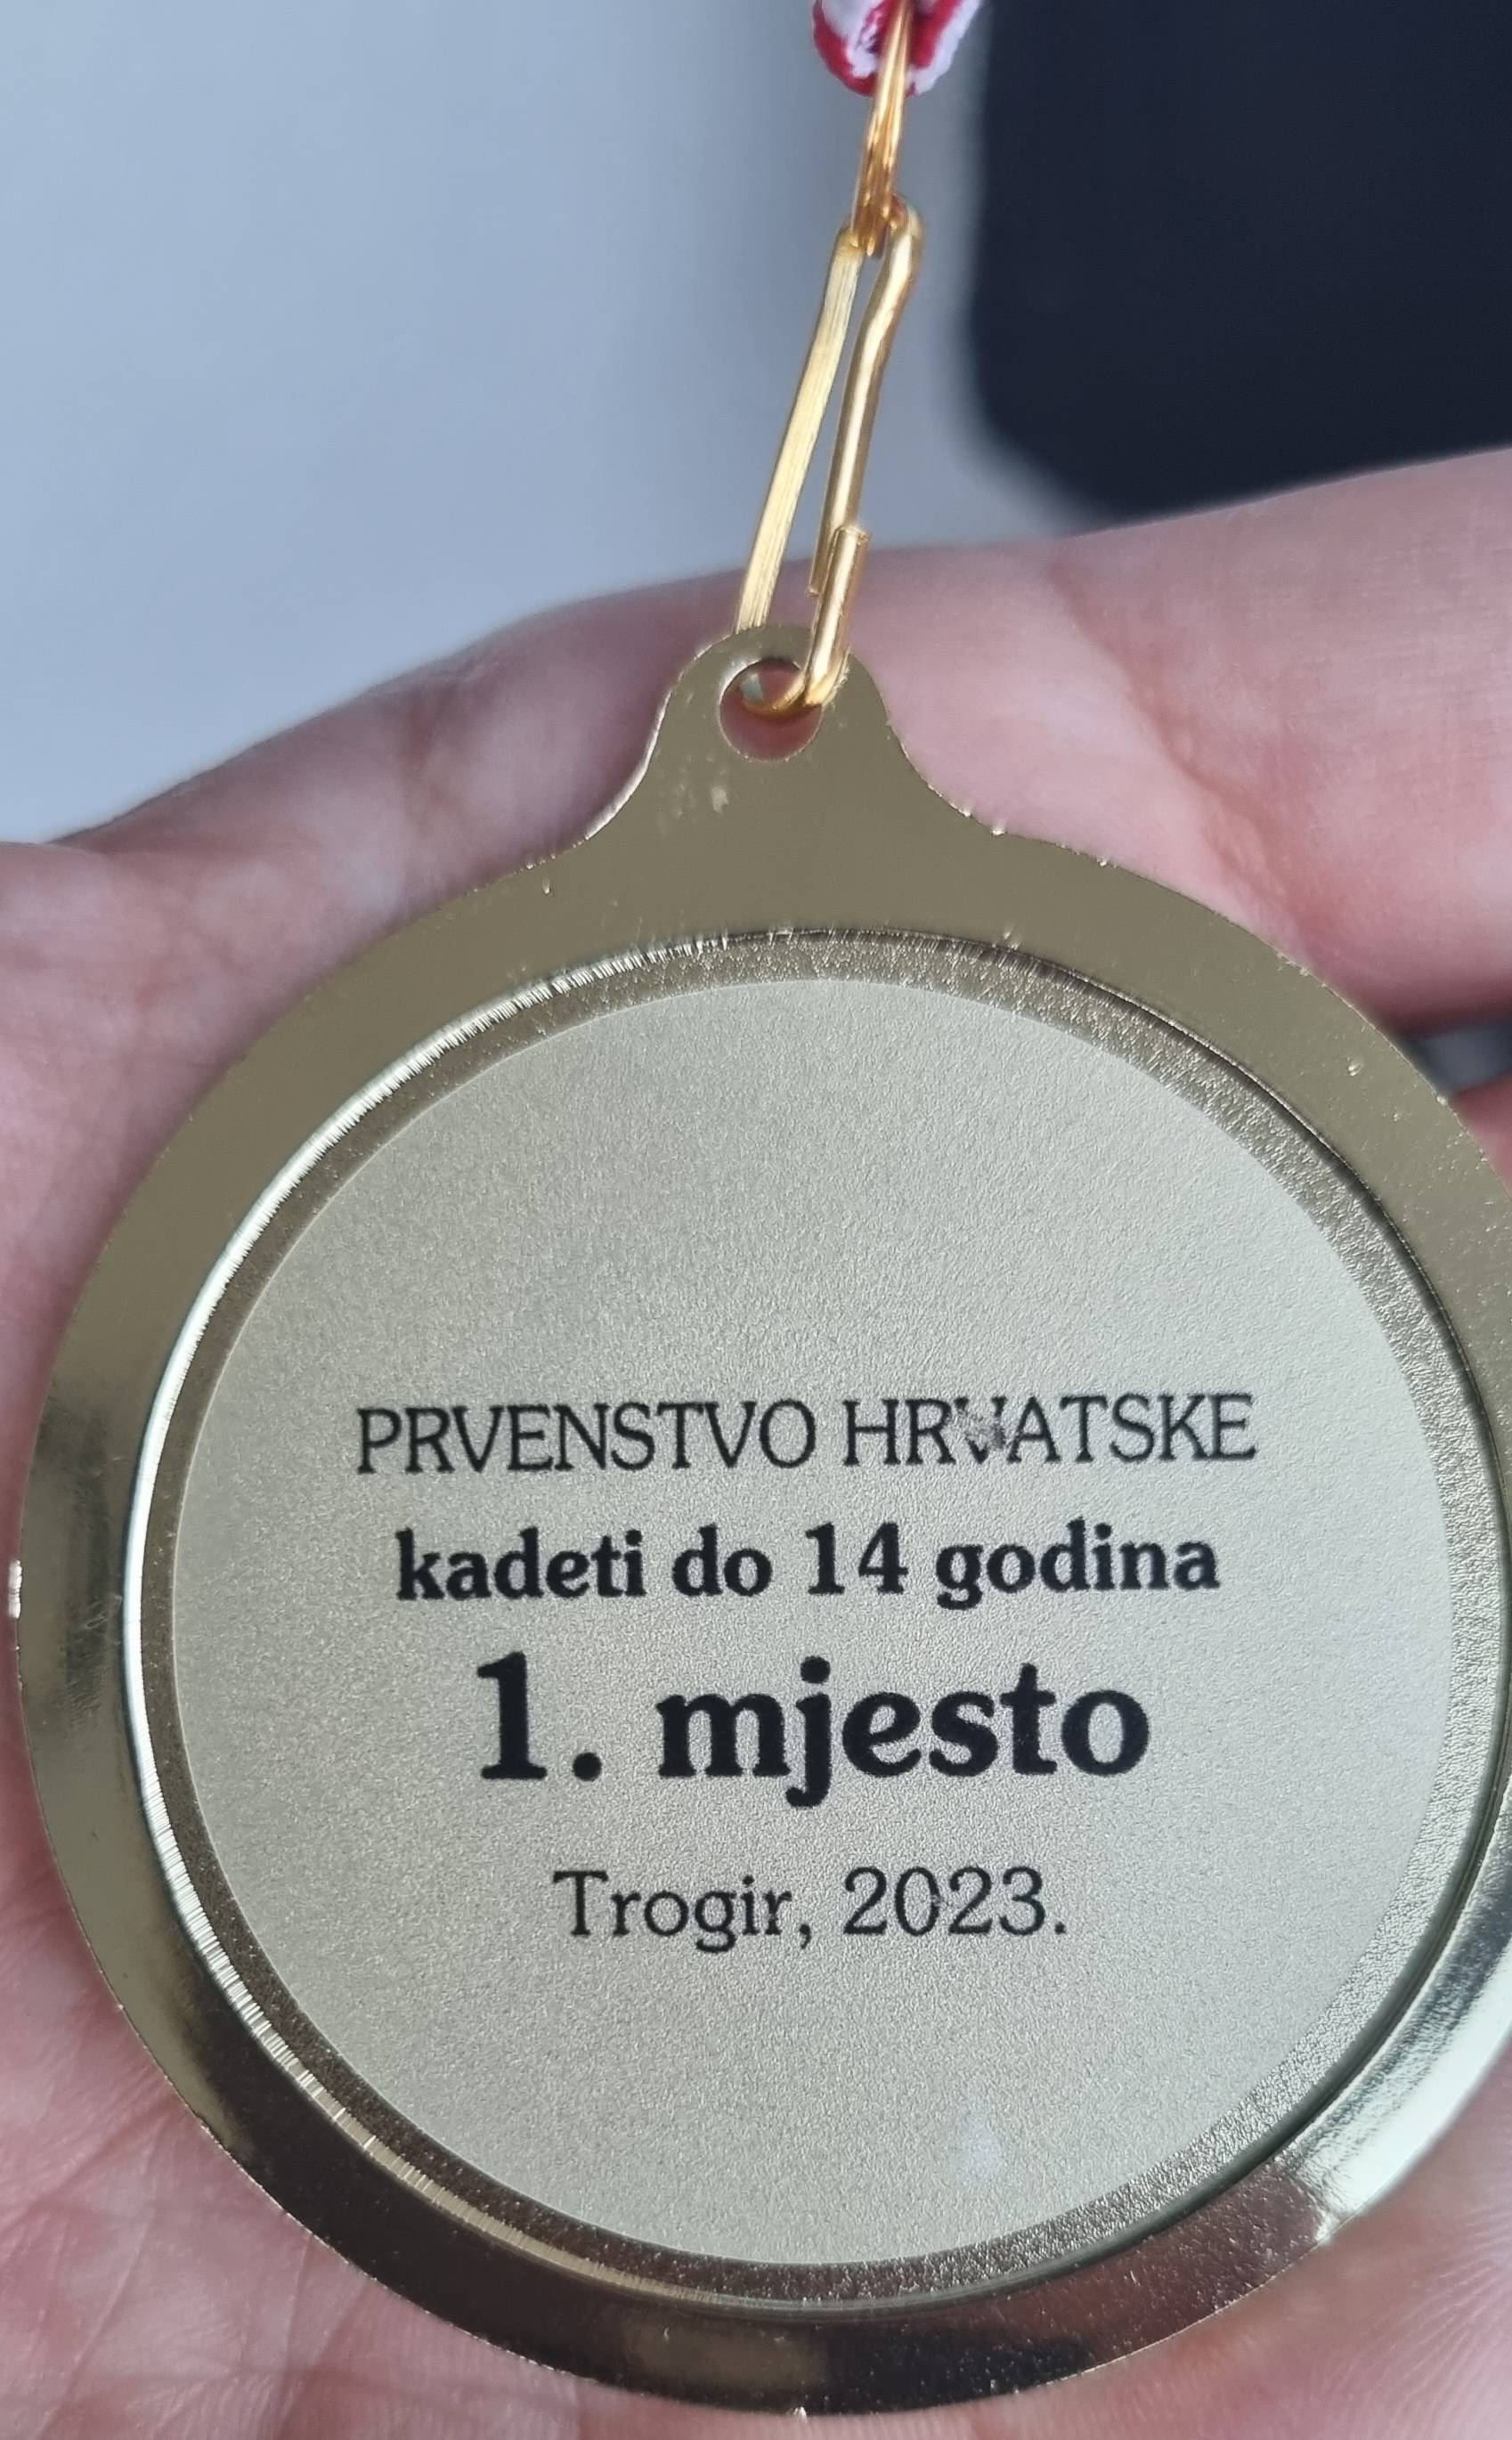 PRVENSTVO HRVATSKE
kadeti do 14 godina
1. mjesto
Trogir, 2023.